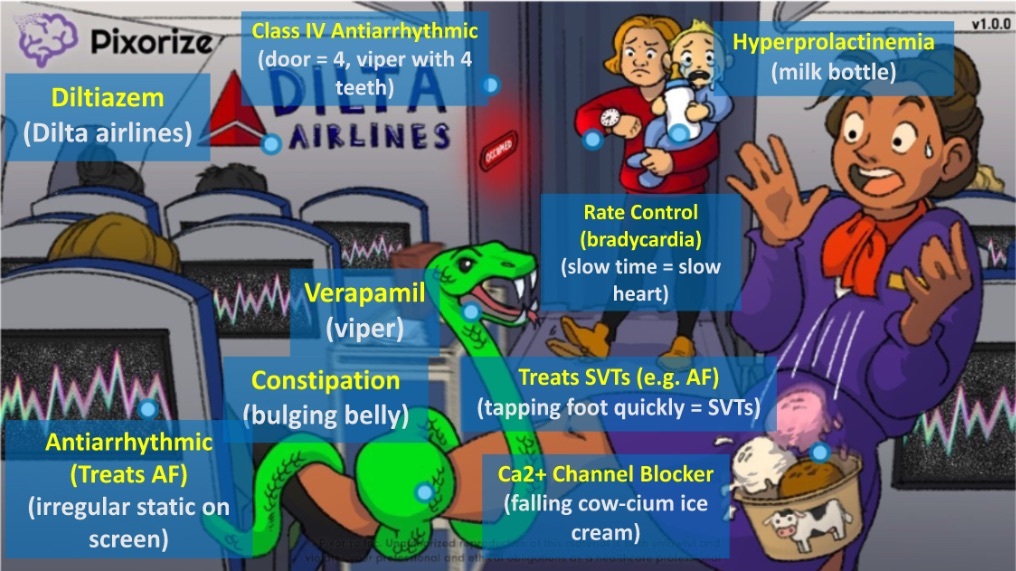 Pixorize
v1.0.0
Class IV Antiarrhythmic
(door = 4, viper with 4
teeth)
Hyperprolactinemia
(milk bottle)
Diltiazem
(Dilta airlines)
DILTA
AIRLINES
OCCUPIED
Rate Control
(bradycardia)
(slow time = slow
heart)
Verapamil
(viper)
Constipation
(bulging belly)
Treats SVTs (e.g. AF)
(tapping foot quickly = SVTs)
Antiarrhythmic
(Treats AF)
(irregular static on
screen)
Ca2+ Channel Blocker
(falling cow-cium ice
cream)